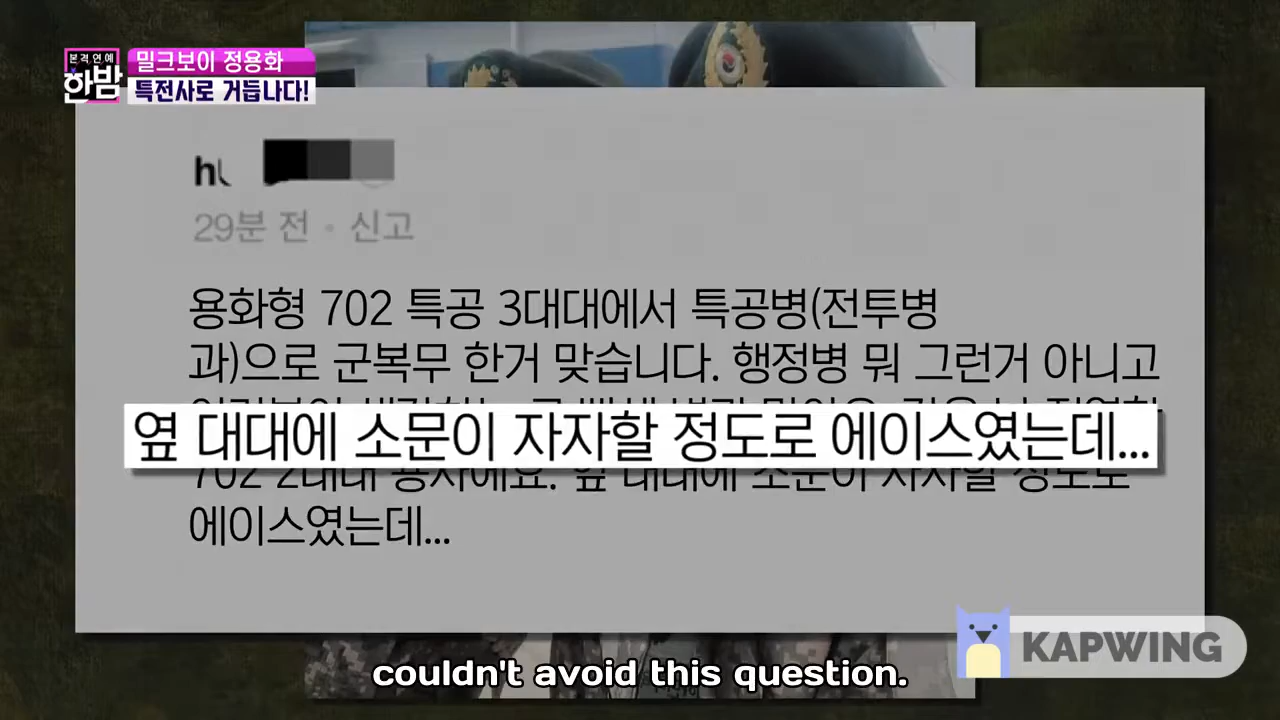 본격연예
한밤
밀크보이 정용화
특전사로 거듭나다!
29분 전 · 신고
용화형 702 특공 3대대에서 특공병(전투병
과)으로 군복무 한거 맞습니다. 행정병 뭐 그런거 아니고
옆 대대에 소문이 자자할 정도로 에이스였는데...
702 2대대 용사에요. 옆 대대에 소문이 자자할 정도로
에이스였는데...
KAPWING
couldn't avoid this question.